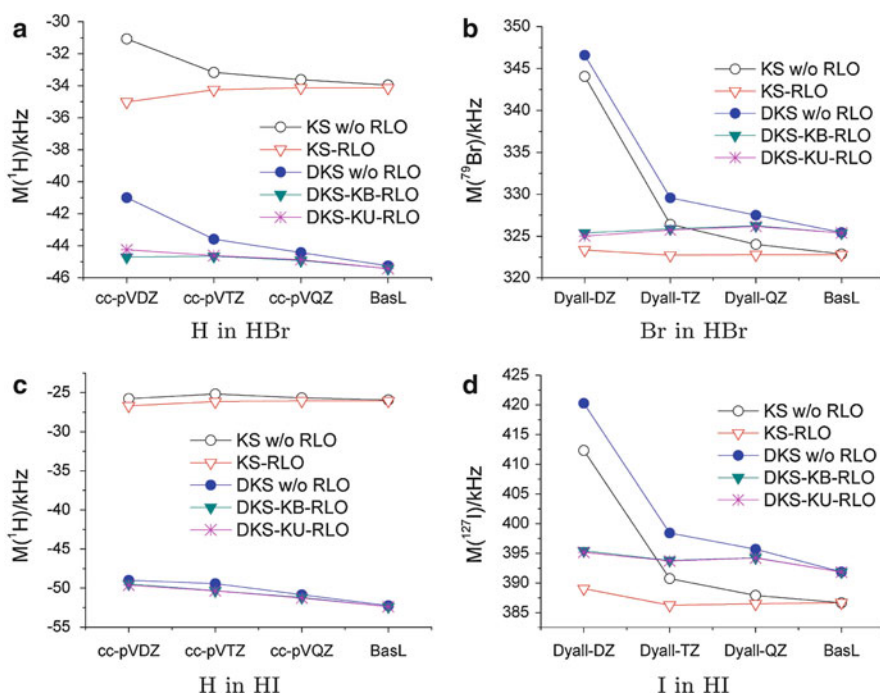 a
M(¹H)/kHz
-30
-32
-34
-36
-38
-40
-42
-44
-46
KS w/o RLO
KS-RLO
DKS w/o RLO
DKS-KB-RLO
DKS-KU-RLO
cc-pVDZ cc-pVTZ cc-pVQZ BasL
H in HBr
b
M(⁷⁹Br)/kHz
350
345
340
335
330
325
320
KS w/o RLO
KS-RLO
DKS w/o RLO
DKS-KB-RLO
DKS-KU-RLO
Dyall-DZ Dyall-TZ Dyall-QZ BasL
Br in HBr
c
M(¹H)/kHz
-25
-30
-35
-40
-45
-50
-55
KS w/o RLO
KS-RLO
DKS w/o RLO
DKS-KB-RLO
DKS-KU-RLO
cc-pVDZ cc-pVTZ cc-pVQZ BasL
H in HI
d
M(¹²⁷I)/kHz
425
420
415
410
405
400
395
390
385
KS w/o RLO
KS-RLO
DKS w/o RLO
DKS-KB-RLO
DKS-KU-RLO
Dyall-DZ Dyall-TZ Dyall-QZ BasL
I in HI